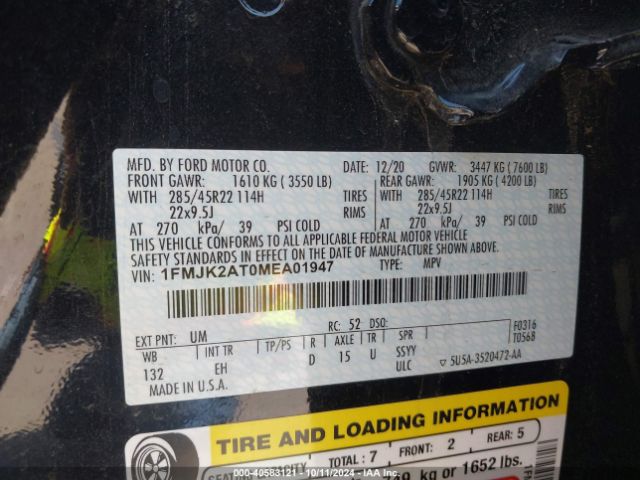 MFD. BY FORD MOTOR CO.
DATE: 12/20 GVWR: 3447 KG ( 7600 LB)
FRONT GAWR: 1610 KG ( 3550 LB)
REAR GAWR: 1905 KG ( 4200 LB)
WITH 285/45R22 114H TIRES
WITH 285/45R22 114H TIRES
22x9.5J RIMS
22x9.5J RIMS
AT 270 kPa/ 39 PSI COLD
AT 270 kPa/ 39 PSI COLD
THIS VEHICLE CONFORMS TO ALL APPLICABLE FEDERAL MOTOR VEHICLE
SAFETY STANDARDS IN EFFECT ON THE DATE OF MANUFACTURE SHOWN ABOVE.
VIN: 1FMJK2AT0MEA01947
TYPE: MPV
EXT PNT: UM RC: 52 DSO:
F0316
T0568
WB INT TR TP/PS R AXLE TR SPR
132 EH D 15 U SSYY
ULC ▽ 5U5A-3520472-AA
MADE IN U.S.A.
TIRE AND LOADING INFORMATION
TOTAL : 7 FRONT: 2 REAR: 5
kg or 1652 lbs.
00-40583121 - 10/11/2024 - IAA Inc.